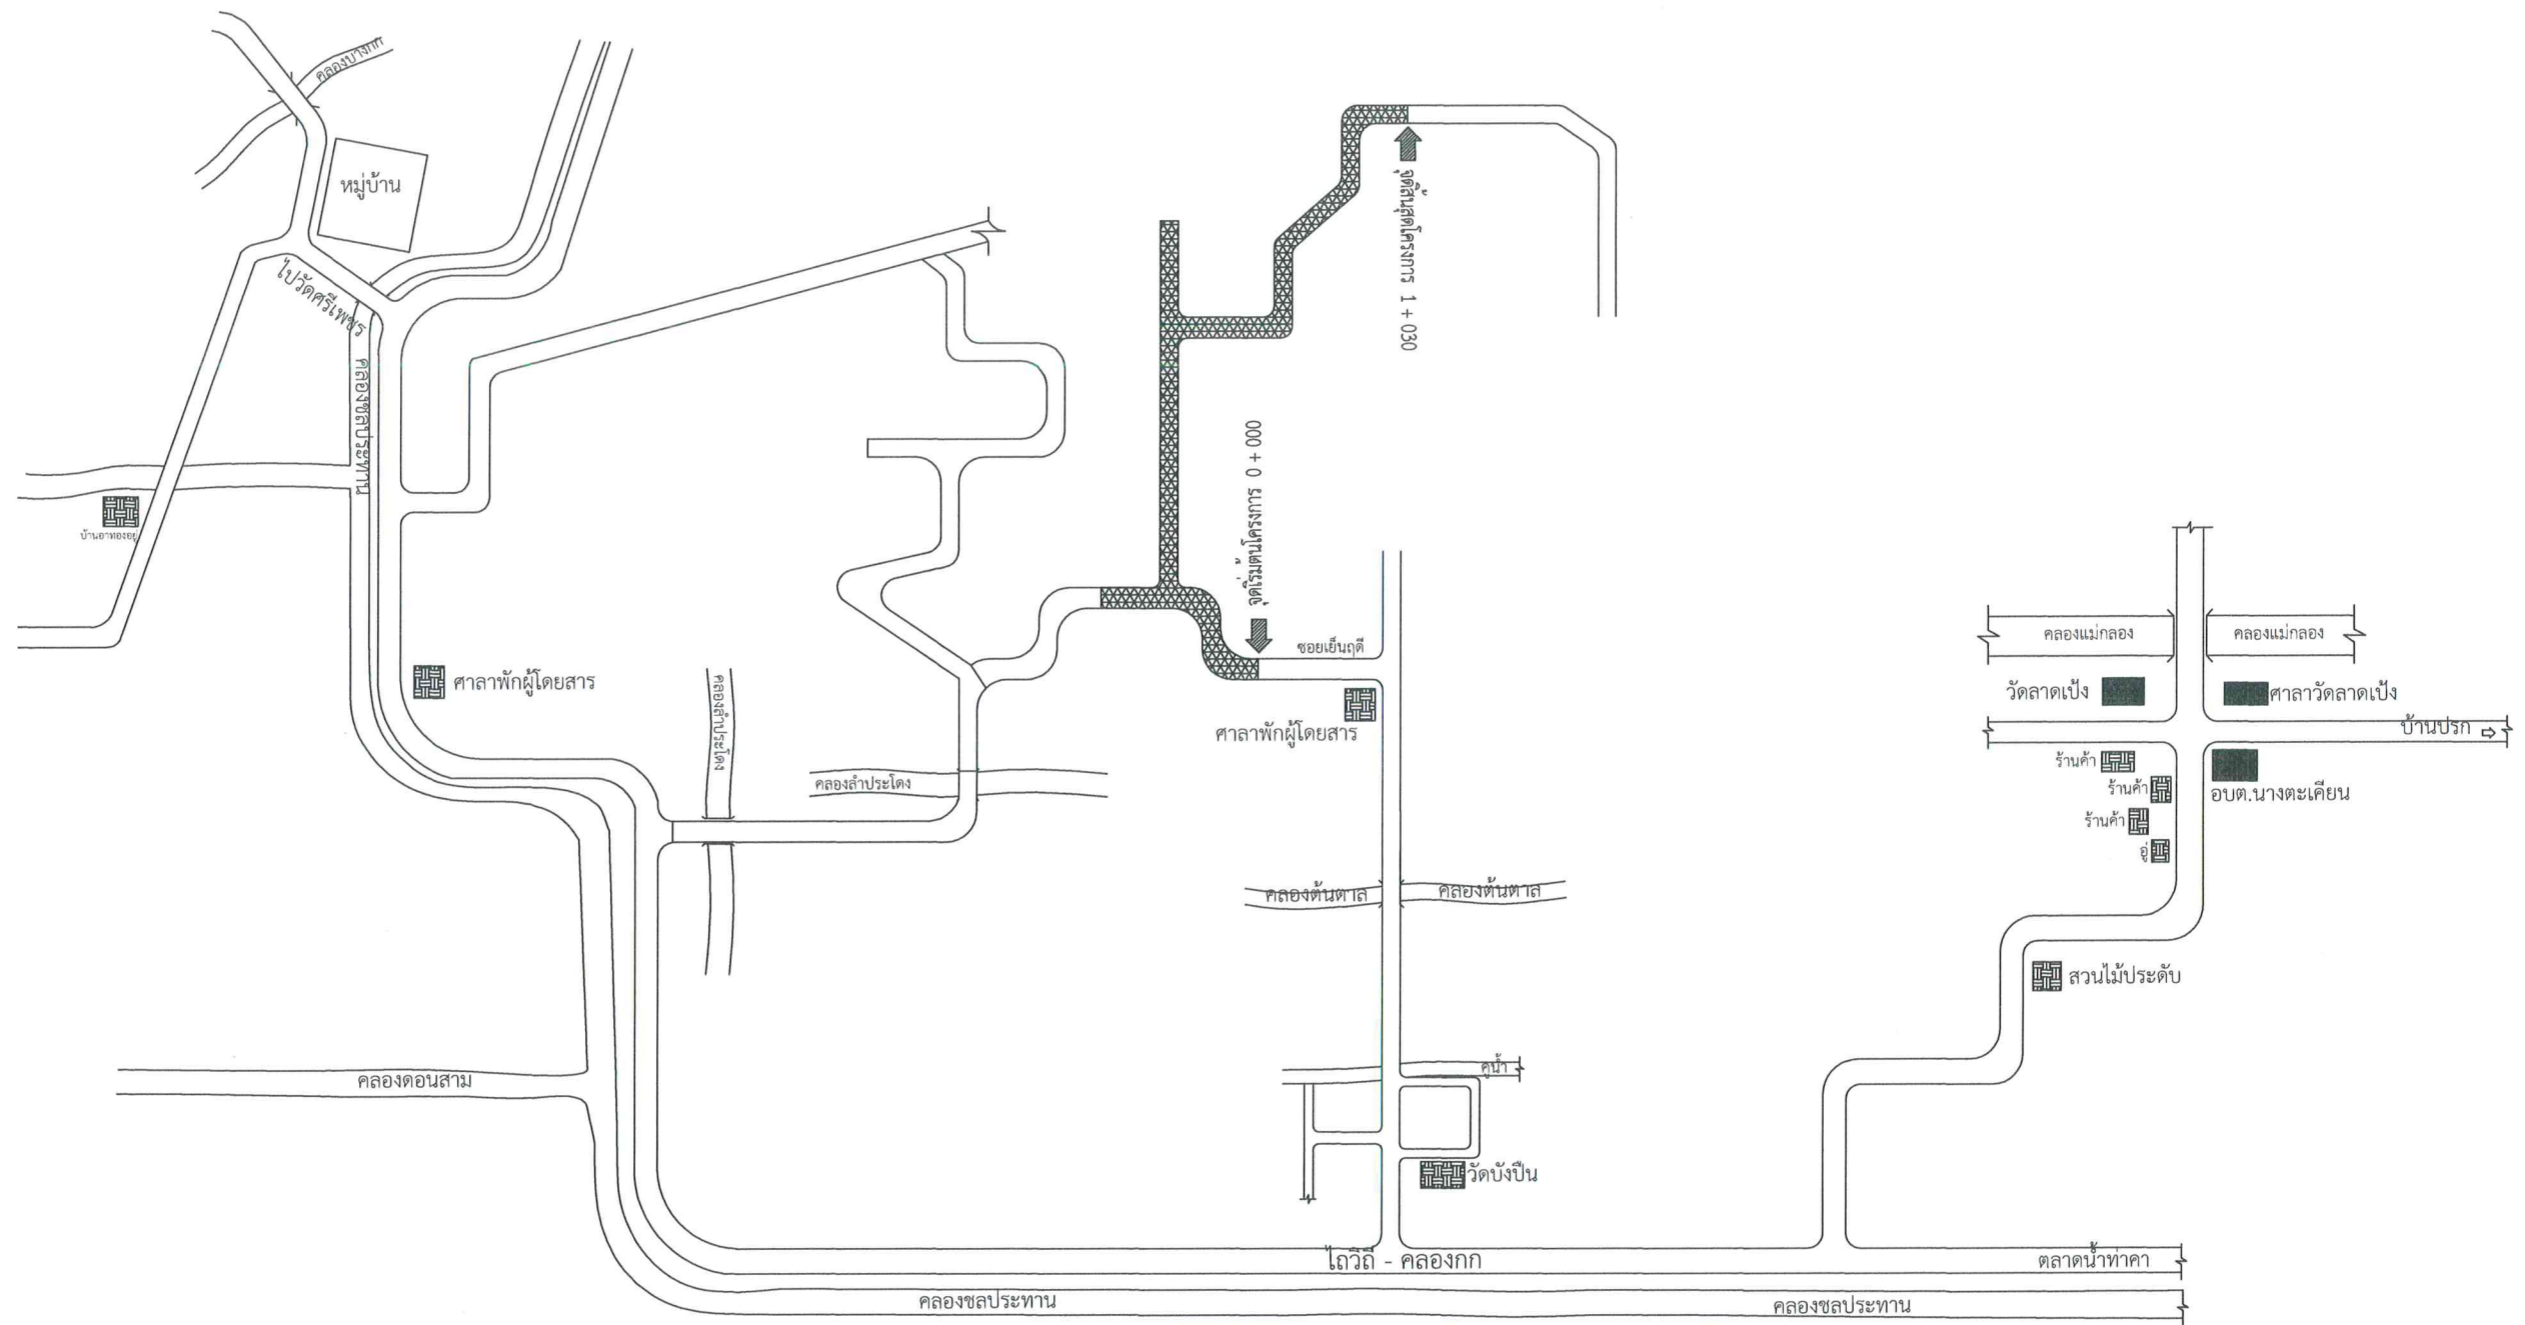 คลองบางกก
หมู่บ้าน
ไปวัดศรีเพชร
คลองชลประทาน
บ้านอาทองอยู่
ศาลาพักผู้โดยสาร
คลองลำประโดง
คลองลำประโดง
จุดสิ้นสุดโครงการ 1 + 030
จุดเริ่มต้นโครงการ 0 + 000
ซอยเย็นฤดี
ศาลาพักผู้โดยสาร
คลองต้นตาล
คลองต้นตาล
คลองแม่กลอง
คลองแม่กลอง
วัดลาดเป้ง
ศาลาวัดลาดเป้ง
บ้านปรก
ร้านค้า
ร้านค้า
อบต.นางตะเคียน
ร้านค้า
อู่
สวนไม้ประดับ
คลองดอนสาม
คูน้ำ
วัดบังปืน
ไถวิถี - คลองกก
ตลาดน้ำท่าคา
คลองชลประทาน
คลองชลประทาน